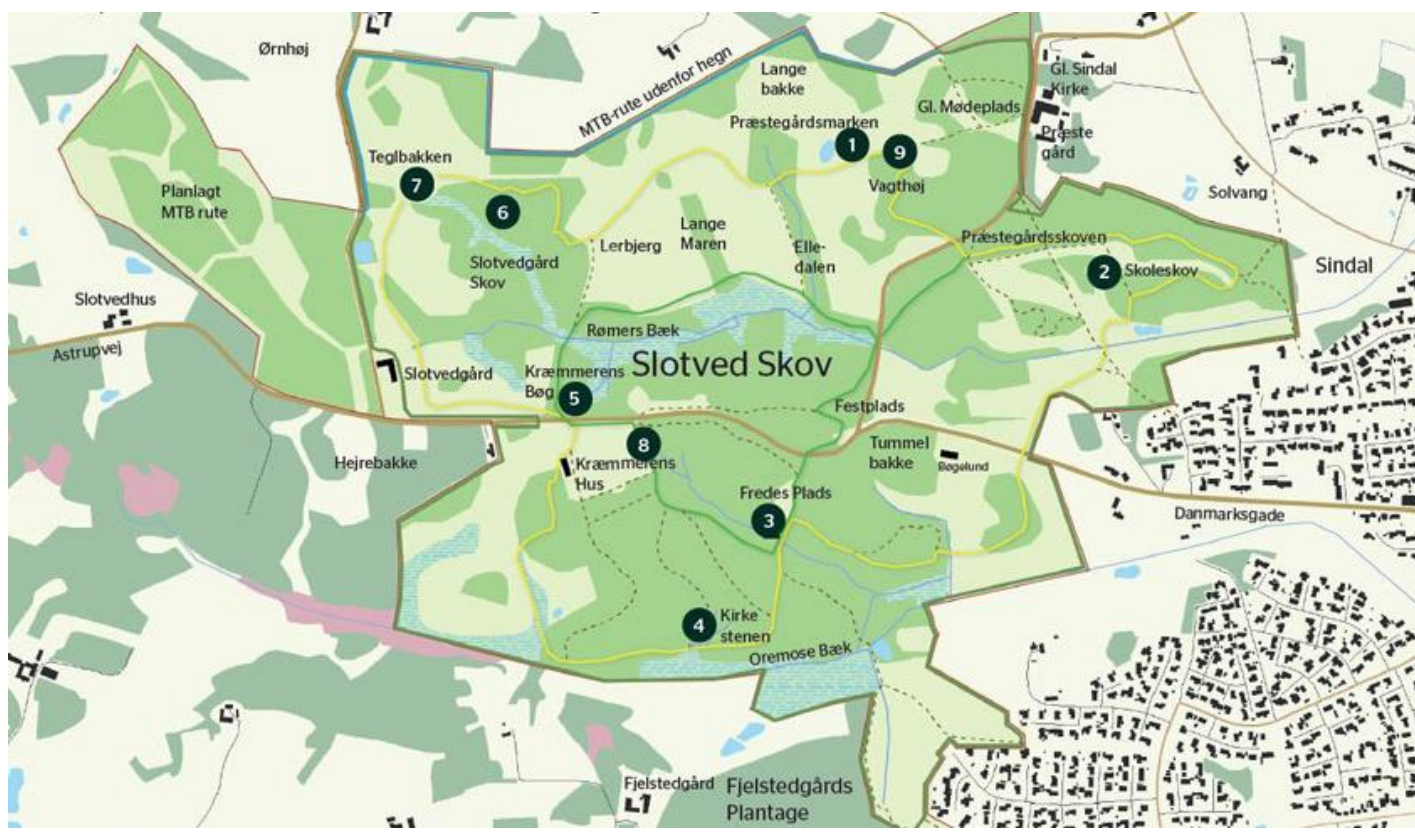 Ørnhøj
MTB-rute udenfor hegn
Lange
bakke
Gl. Sindal
Kirke
Gl. Mødeplads
Præstegårdsmarken
1
9
Præste
gård
Teglbakken
7
Vagthøj
Planlagt
MTB rute
6
Solvang
Lange
Maren
Lerbjerg
Elle-
dalen
Præstegårdsskoven
Slotvedgård
Skov
2
Skoleskov
Sindal
Slotvedhus
Rømers Bæk
Astrupvej
Slotved Skov
Slotvedgård
Kræmmerens
Bøg
5
Festplads
8
Hejrebakke
Kræmmerens
Hus
Tummel
bakke
Bøgelund
Fredes Plads
3
Danmarksgade
4
Kirke
stenen
Oremose Bæk
Fjelstedgård
Fjelstedgårds
Plantage